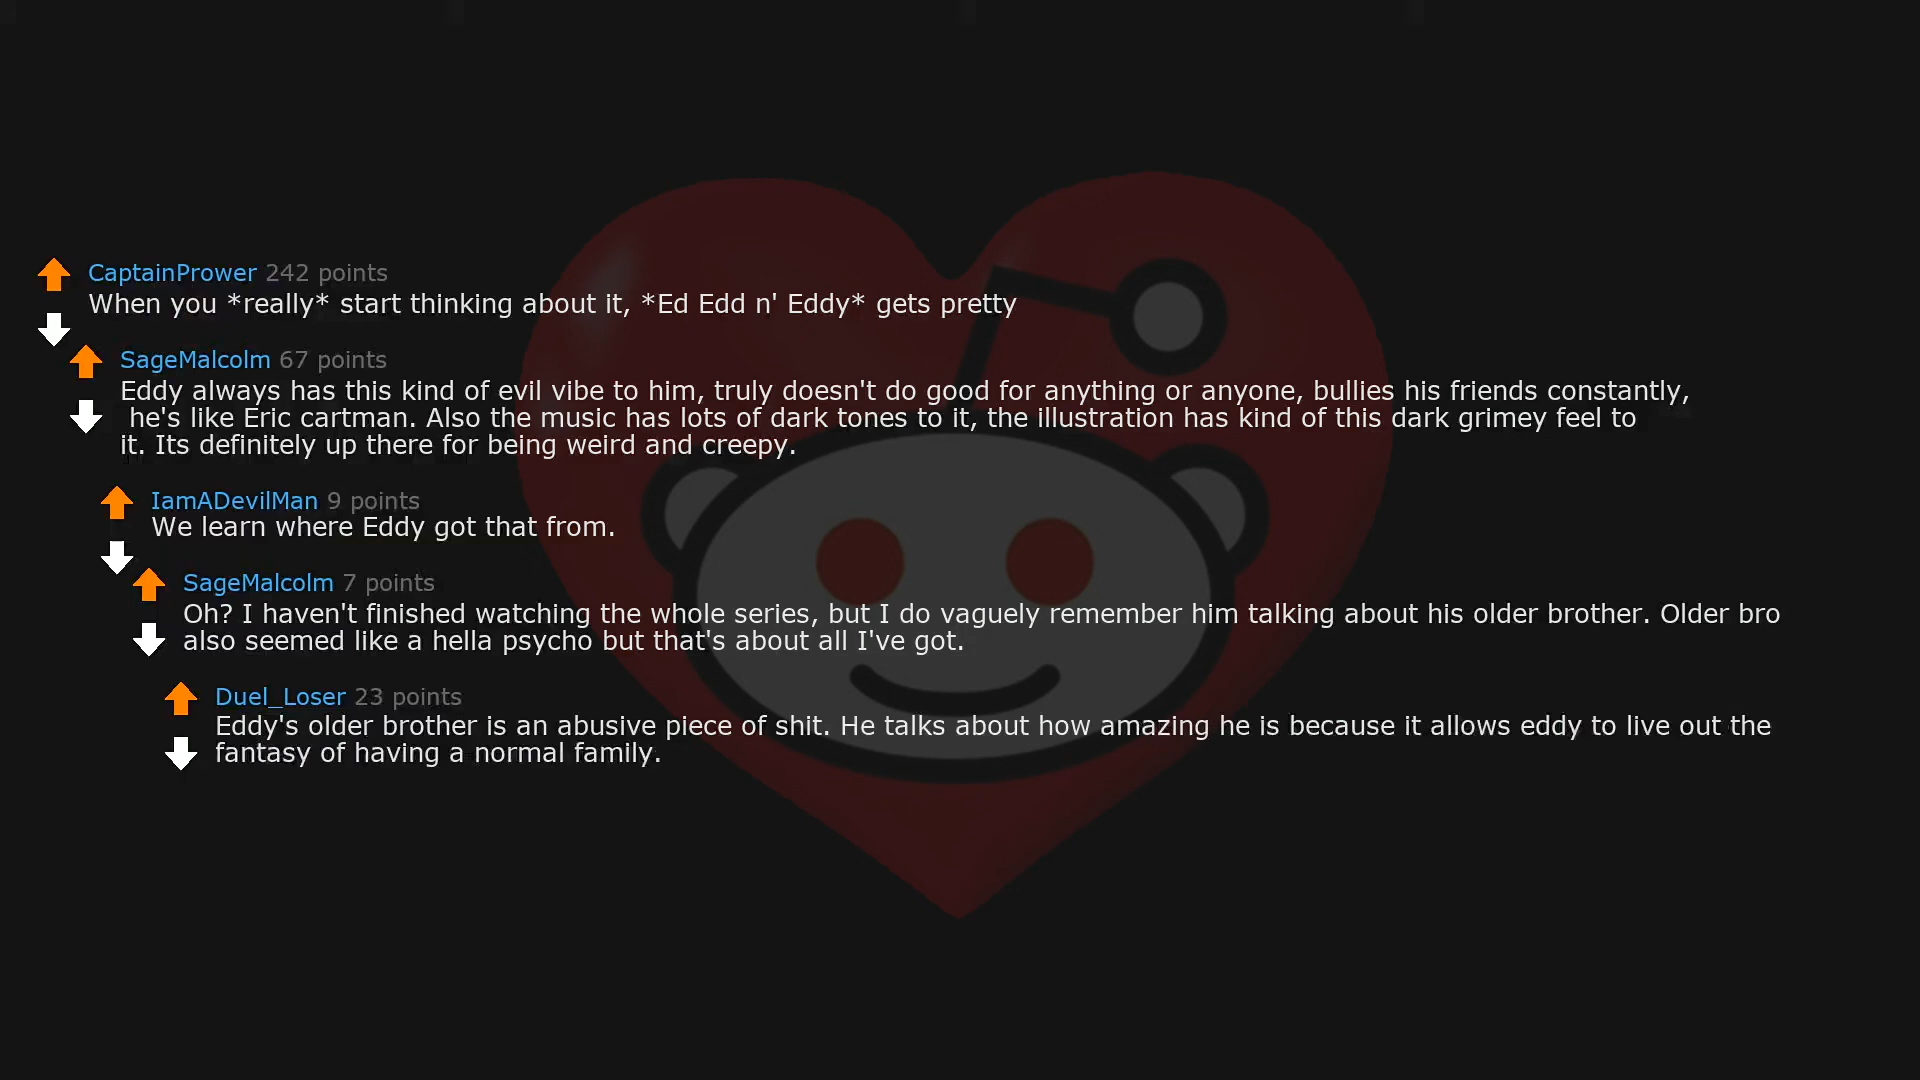 CaptainPrower 242 points
When you *really* start thinking about it, *Ed Edd n' Eddy* gets pretty
SageMalcolm 67 points
Eddy always has this kind of evil vibe to him, truly doesn't do good for anything or anyone, bullies his friends constantly,
he's like Eric cartman. Also the music has lots of dark tones to it, the illustration has kind of this dark grimey feel to
it. Its definitely up there for being weird and creepy.
IamADevilMan 9 points
We learn where Eddy got that from.
SageMalcolm 7 points
Oh? I haven't finished watching the whole series, but I do vaguely remember him talking about his older brother. Older bro
also seemed like a hella psycho but that's about all I've got.
Duel_Loser 23 points
Eddy's older brother is an abusive piece of shit. He talks about how amazing he is because it allows eddy to live out the
fantasy of having a normal family.